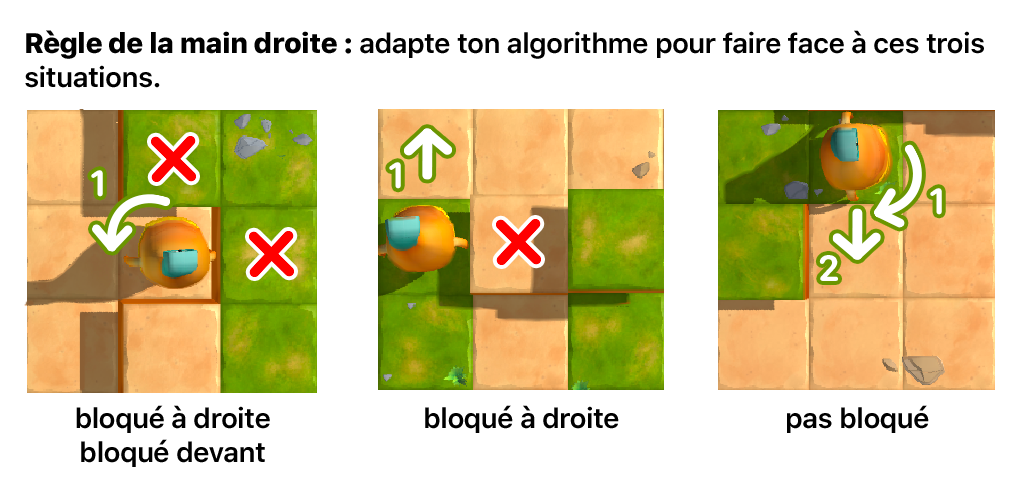 Règle de la main droite : adapte ton algorithme pour faire face à ces trois
situations.
1
1
1
2
bloqué à droite
bloqué devant
bloqué à droite
pas bloqué